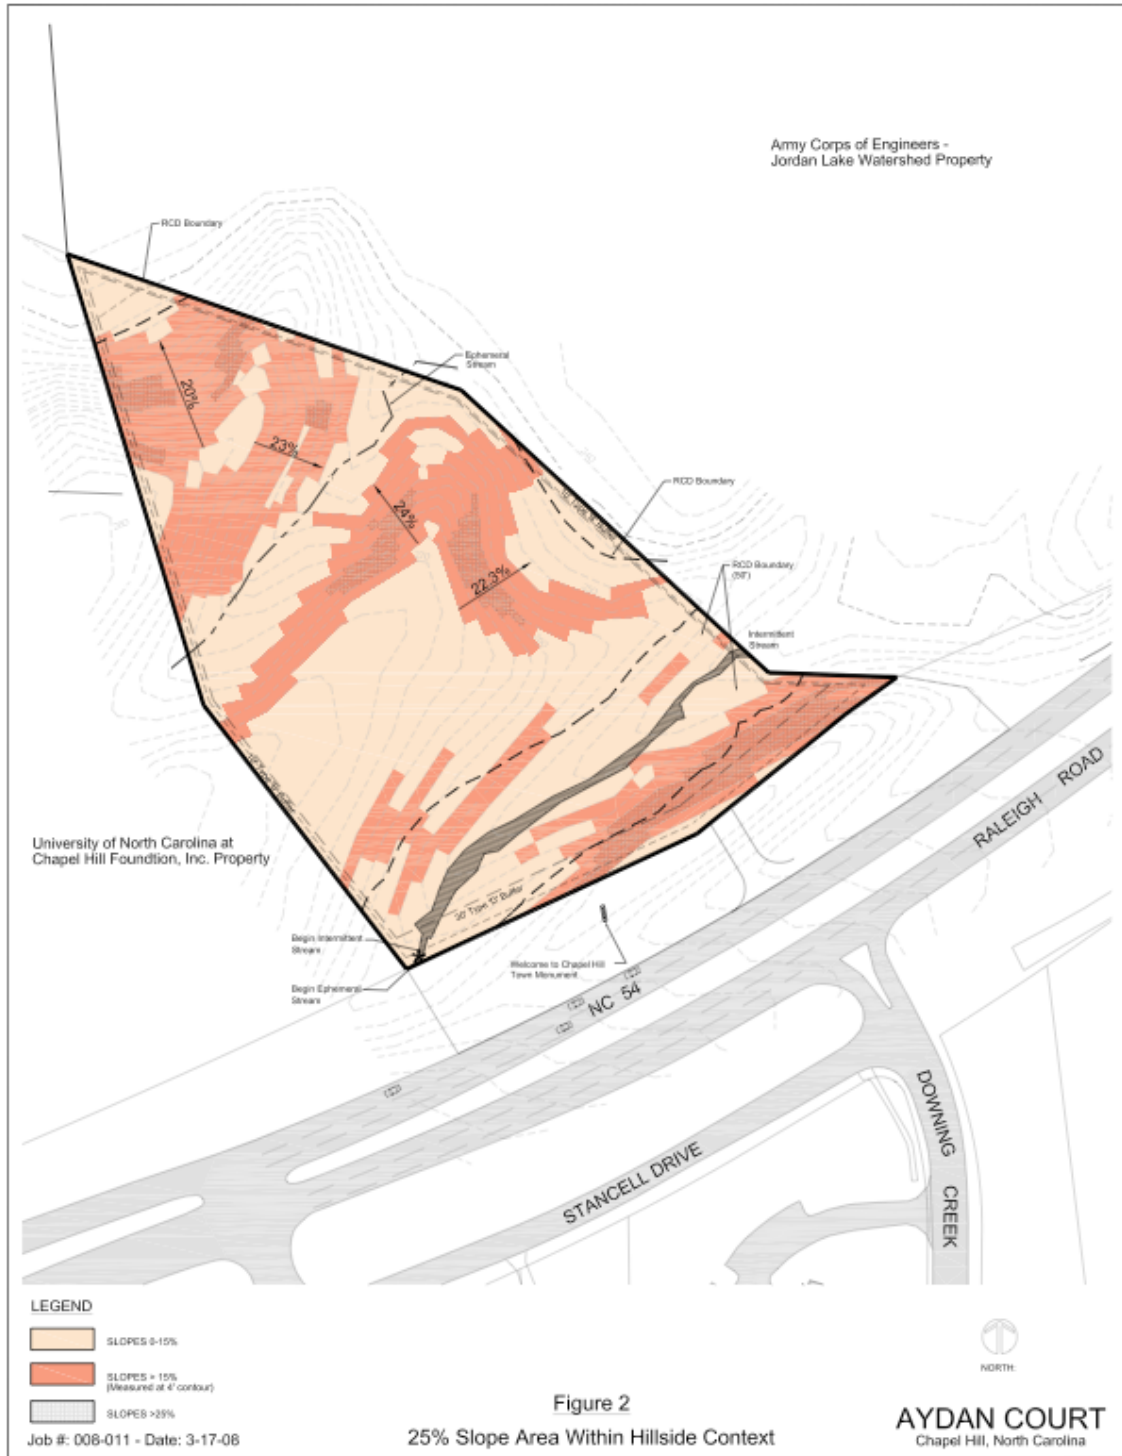 Army Corps of Engineers -
Jordan Lake Watershed Property
RCD Boundary
Ephemeral
Stream
20%
23%
24%
22.3%
RCD Boundary
RCD Boundary
(50')
Intermittent
Stream
University of North Carolina at
Chapel Hill Foundtion, Inc. Property
30' Type 'D' Buffer
Begin Intermittent
Stream
Begin Ephemeral
Stream
Welcome to Chapel Hill
Town Monument
NC 54
RALEIGH ROAD
STANCELL DRIVE
DOWNING CREEK
LEGEND
SLOPES 0-15%
SLOPES > 15%
(Measured at 4' contour)
SLOPES >25%
Job #: 008-011 - Date: 3-17-08
Figure 2
25% Slope Area Within Hillside Context
NORTH:
AYDAN COURT
Chapel Hill, North Carolina